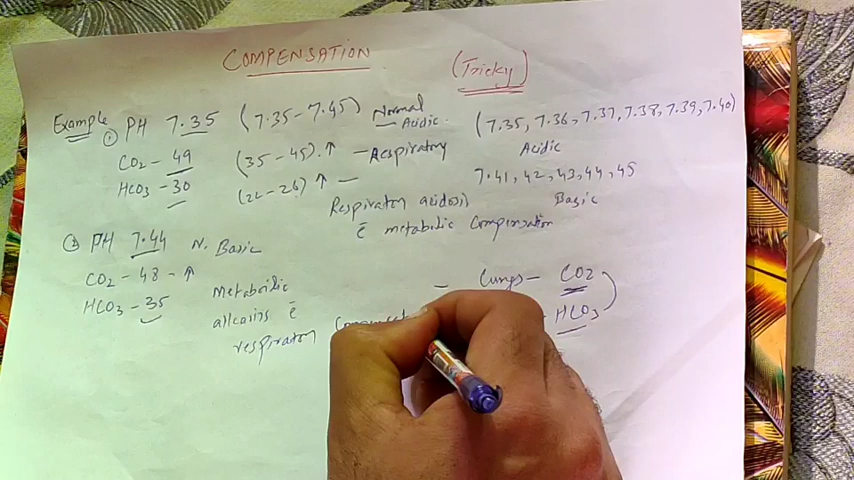 COMPENSATION (Tricky)
Example ① PH 7.35 (7.35-7.45) Normal Acidic. (7.35, 7.36, 7.37, 7.38, 7.39, 7.40)
Acidic
CO2 - 49 (35-45). ↑ - Respiratory
HCO3 - 30 (22-26) ↑ -
7.41, 42, 43, 44, 45
Basic
Respiraton acidosis
c̄ metabolic Compensation
② PH 7.44 N. Basic
CO2 - 48 - ↑
HCO3 - 35
Metabolic
alkalosis c̄
respiraton
- Lungs - CO2
HCO3